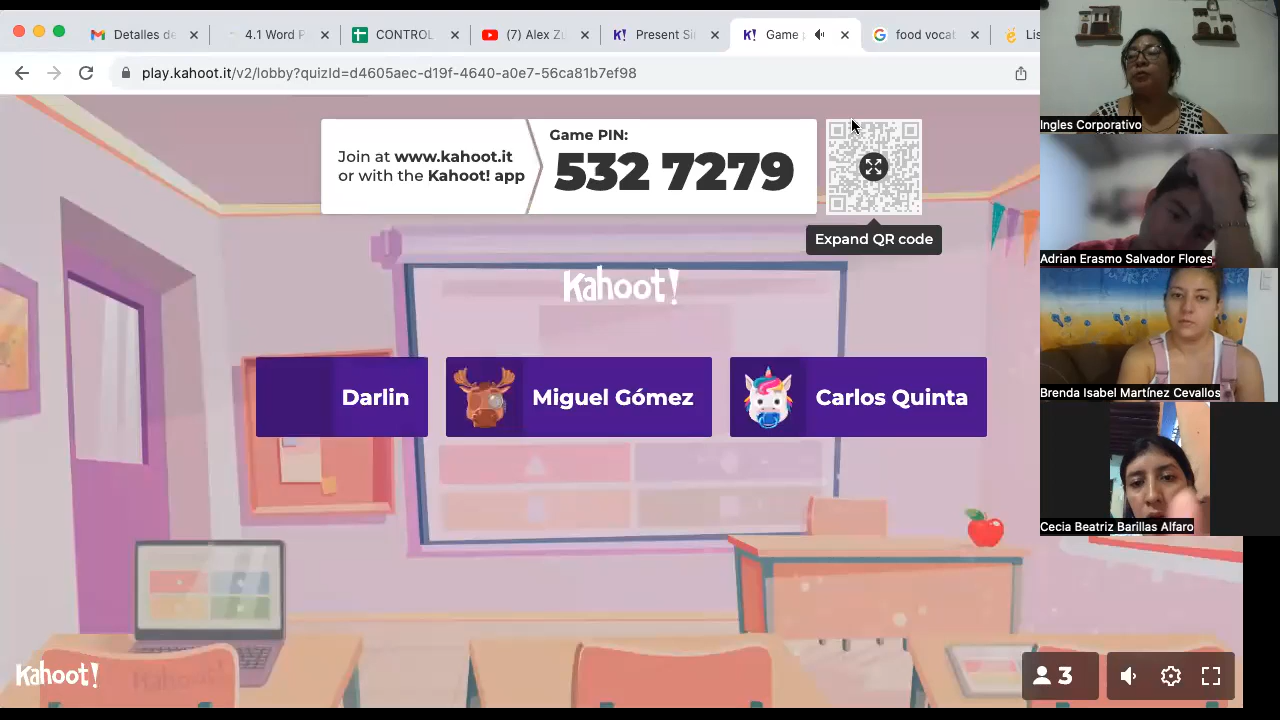 Detalles de
4.1 Word P
CONTROL
(7) Alex Zu
Present Si
Game p
food vocab
Lis
play.kahoot.it/v2/lobby?quizId=d4605aec-d19f-4640-a0e7-56ca81b7ef98
Join at www.kahoot.it
or with the Kahoot! app
Game PIN:
532 7279
Expand QR code
Kahoot!
Darlin
Miguel Gómez
Carlos Quinta
Kahoot!
3
Ingles Corporativo
Adrian Erasmo Salvador Flores
Brenda Isabel Martínez Cevallos
Cecia Beatriz Barillas Alfaro